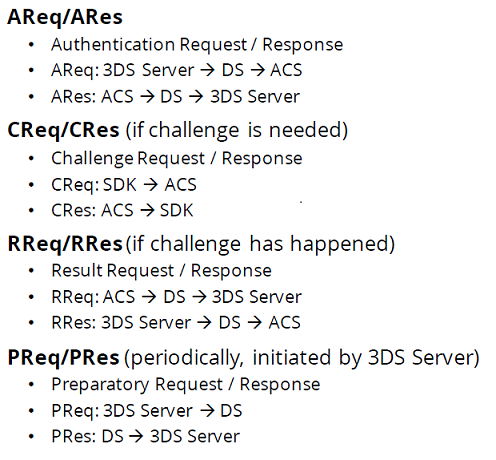 AReq/ARes
• Authentication Request / Response
• AReq: 3DS Server → DS → ACS
• ARes: ACS → DS → 3DS Server
CReq/CRes (if challenge is needed)
• Challenge Request / Response
• CReq: SDK → ACS
• CRes: ACS → SDK
RReq/RRes (if challenge has happened)
• Result Request / Response
• RReq: ACS → DS → 3DS Server
• RRes: 3DS Server → DS → ACS
PReq/PRes (periodically, initiated by 3DS Server)
• Preparatory Request / Response
• PReq: 3DS Server → DS
• PRes: DS → 3DS Server